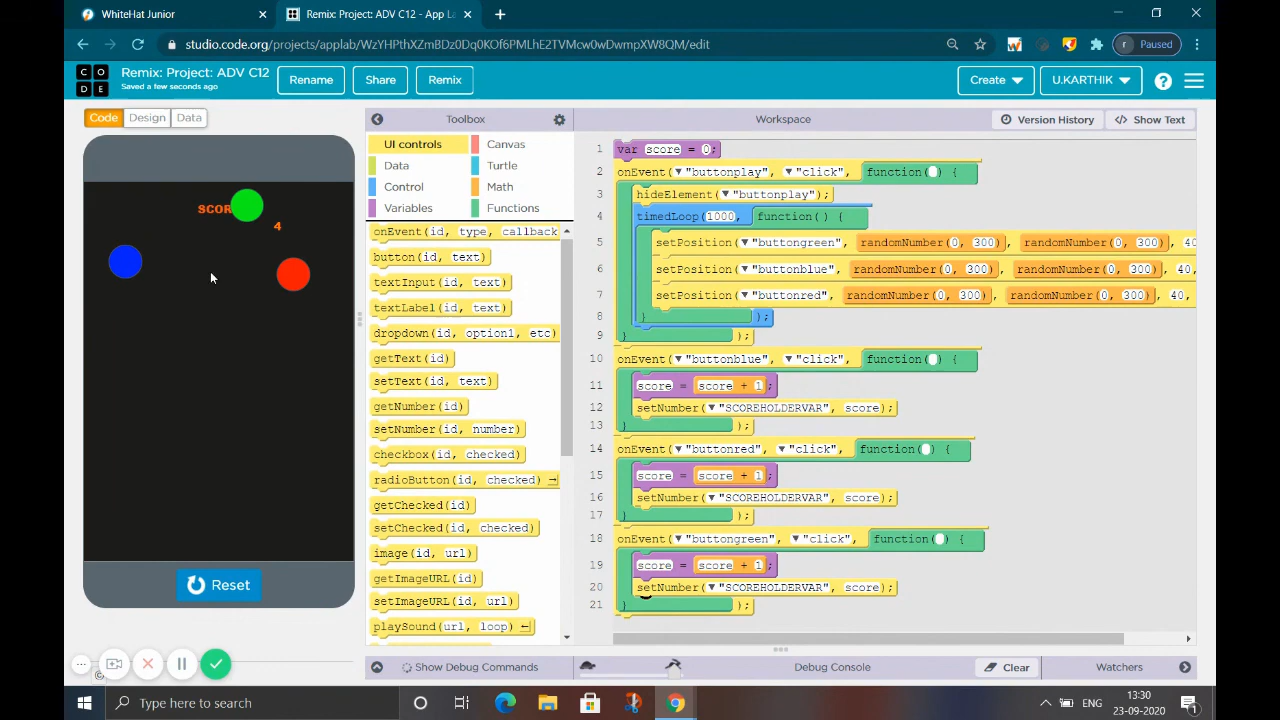 WhiteHat Junior
Remix: Project: ADV C12 - App La
studio.code.org/projects/applab/WzYHPthXZmBDz0Dq0KOf6PMLhE2TVMcw0wDwmpXW8QM/edit
r Paused
CODE
Remix: Project: ADV C12
Saved a few seconds ago
Rename
Share
Remix
Create
U.KARTHIK
Code
Design
Data
Toolbox
Workspace
Version History
Show Text
SCOR
4
Reset
UI controls
Canvas
Data
Turtle
Control
Math
Variables
Functions
onEvent(id, type, callback
button(id, text)
textInput(id, text)
textLabel(id, text)
dropdown(id, option1, etc)
getText(id)
setText(id, text)
getNumber(id)
setNumber(id, number)
checkbox(id, checked)
radioButton(id, checked)
getChecked(id)
setChecked(id, checked)
image(id, url)
getImageURL(id)
setImageURL(id, url)
playSound(url, loop)
1 var score = 0;
2 onEvent("buttonplay", "click", function() {
3 hideElement("buttonplay");
4 timedLoop(1000, function() {
5 setPosition("buttongreen", randomNumber(0, 300), randomNumber(0, 300), 40
6 setPosition("buttonblue", randomNumber(0, 300), randomNumber(0, 300), 40,
7 setPosition("buttonred", randomNumber(0, 300), randomNumber(0, 300), 40,
8 });
9 });
10 onEvent("buttonblue", "click", function() {
11 score = score + 1;
12 setNumber("SCOREHOLDERVAR", score);
13 });
14 onEvent("buttonred", "click", function() {
15 score = score + 1;
16 setNumber("SCOREHOLDERVAR", score);
17 });
18 onEvent("buttongreen", "click", function() {
19 score = score + 1;
20 setNumber("SCOREHOLDERVAR", score);
21 });
Show Debug Commands
Debug Console
Clear
Watchers
Type here to search
ENG
13:30
23-09-2020
1